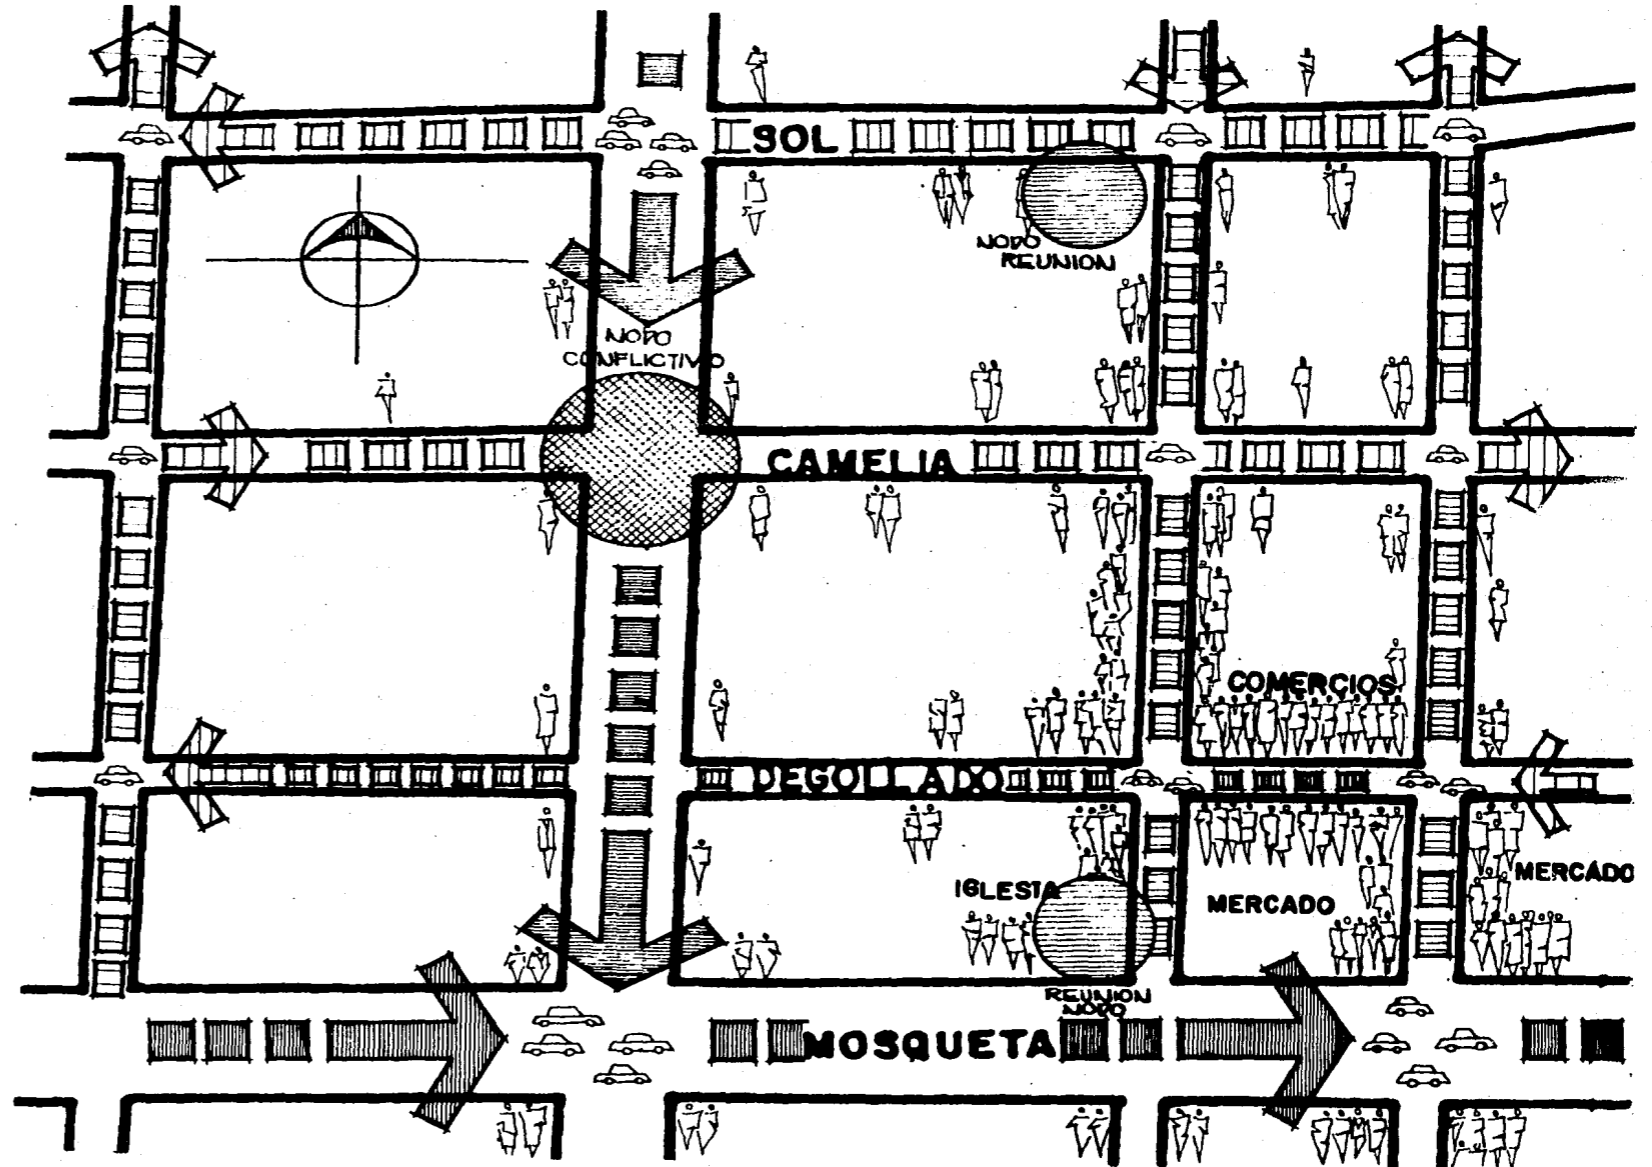 SOL
NODO
REUNION
NODO
CONFLICTIVO
CAMELIA
COMERCIOS
DEGOLLADO
MERCADO
IGLESIA
MERCADO
REUNION
NODO
MOSQUETA